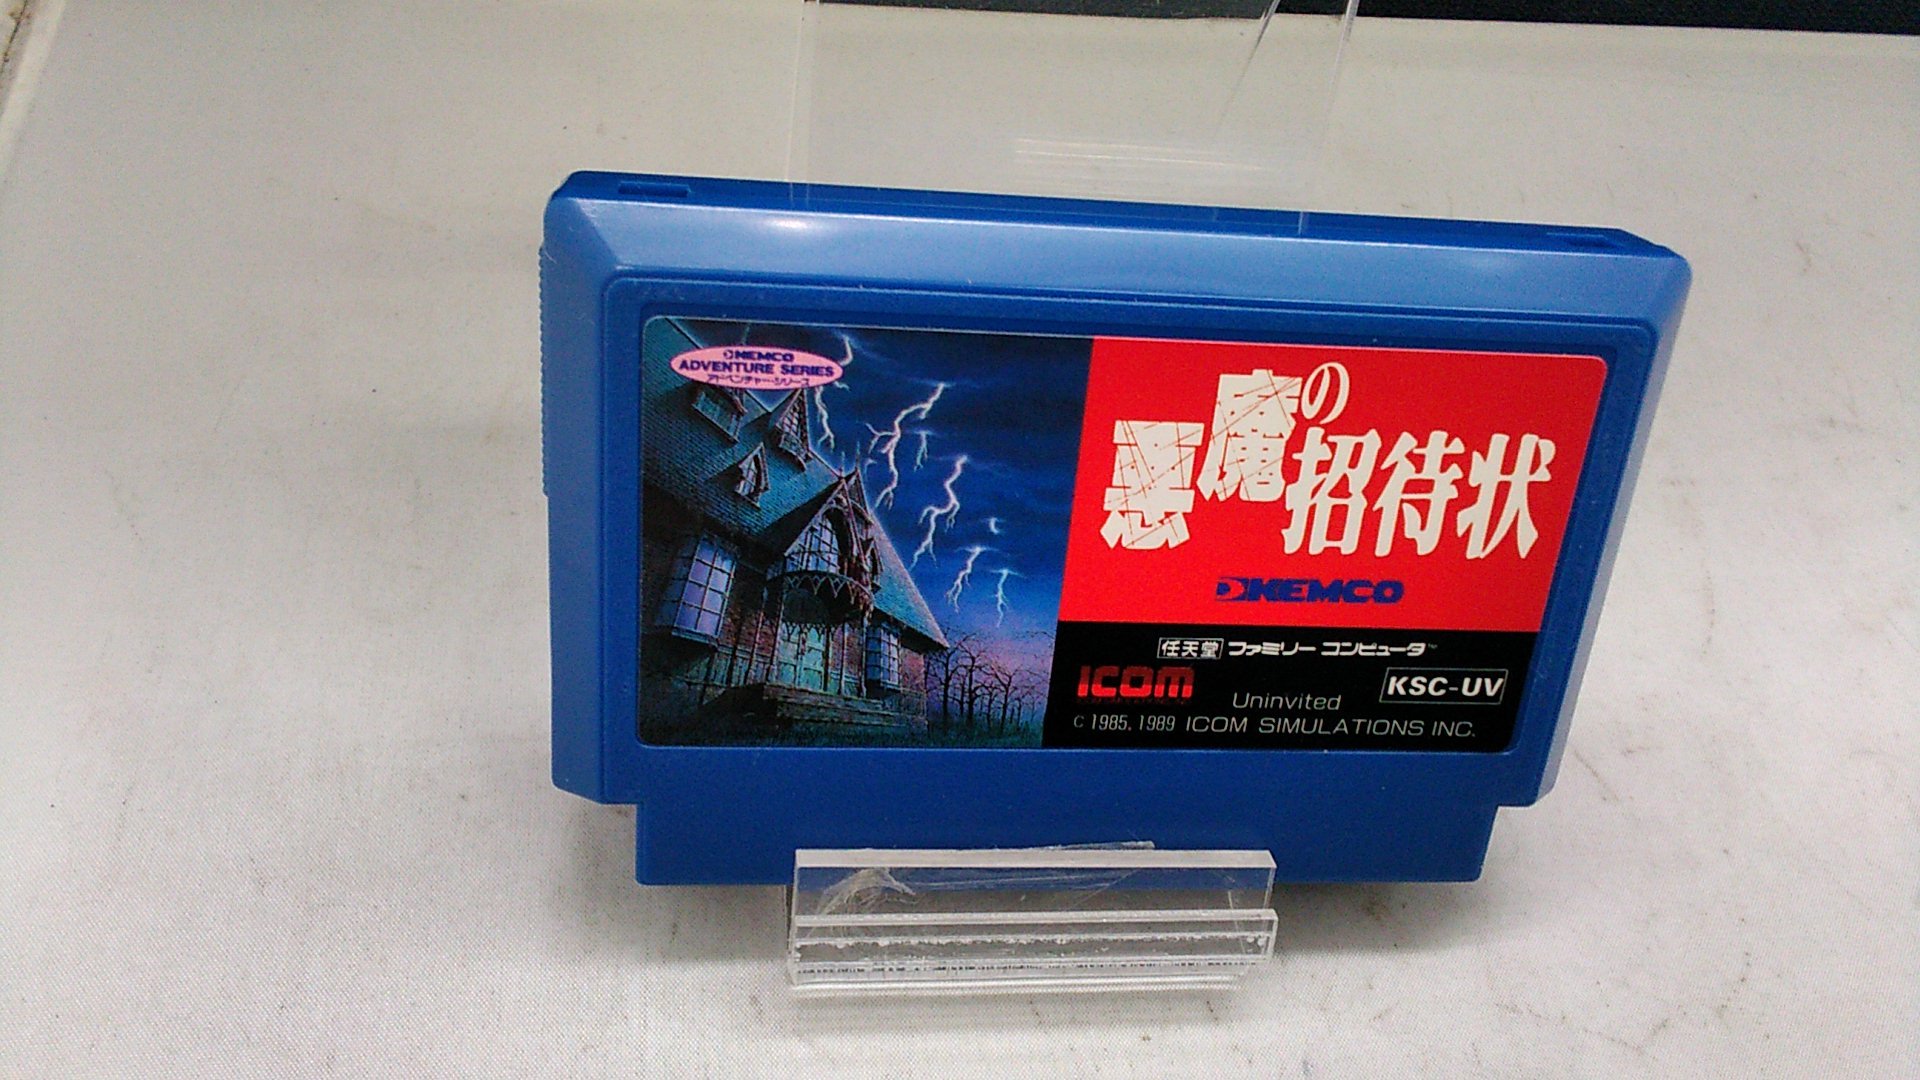 KEMCO
ADVENTURE SERIES
アドベンチャーシリーズ
悪魔の招待状
KEMCO
任天堂 ファミリー コンピュータ™
ICOM
Uninvited
KSC-UV
C 1985, 1989 ICOM SIMULATIONS INC.